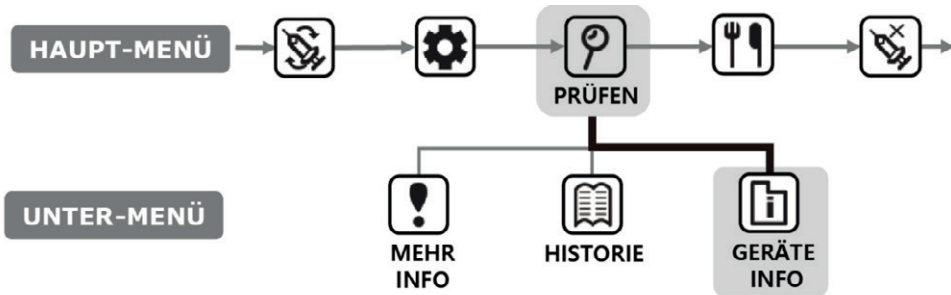 HAUPT-MENÜ
PRÜFEN
UNTER-MENÜ
MEHR
INFO
HISTORIE
GERÄTE
INFO